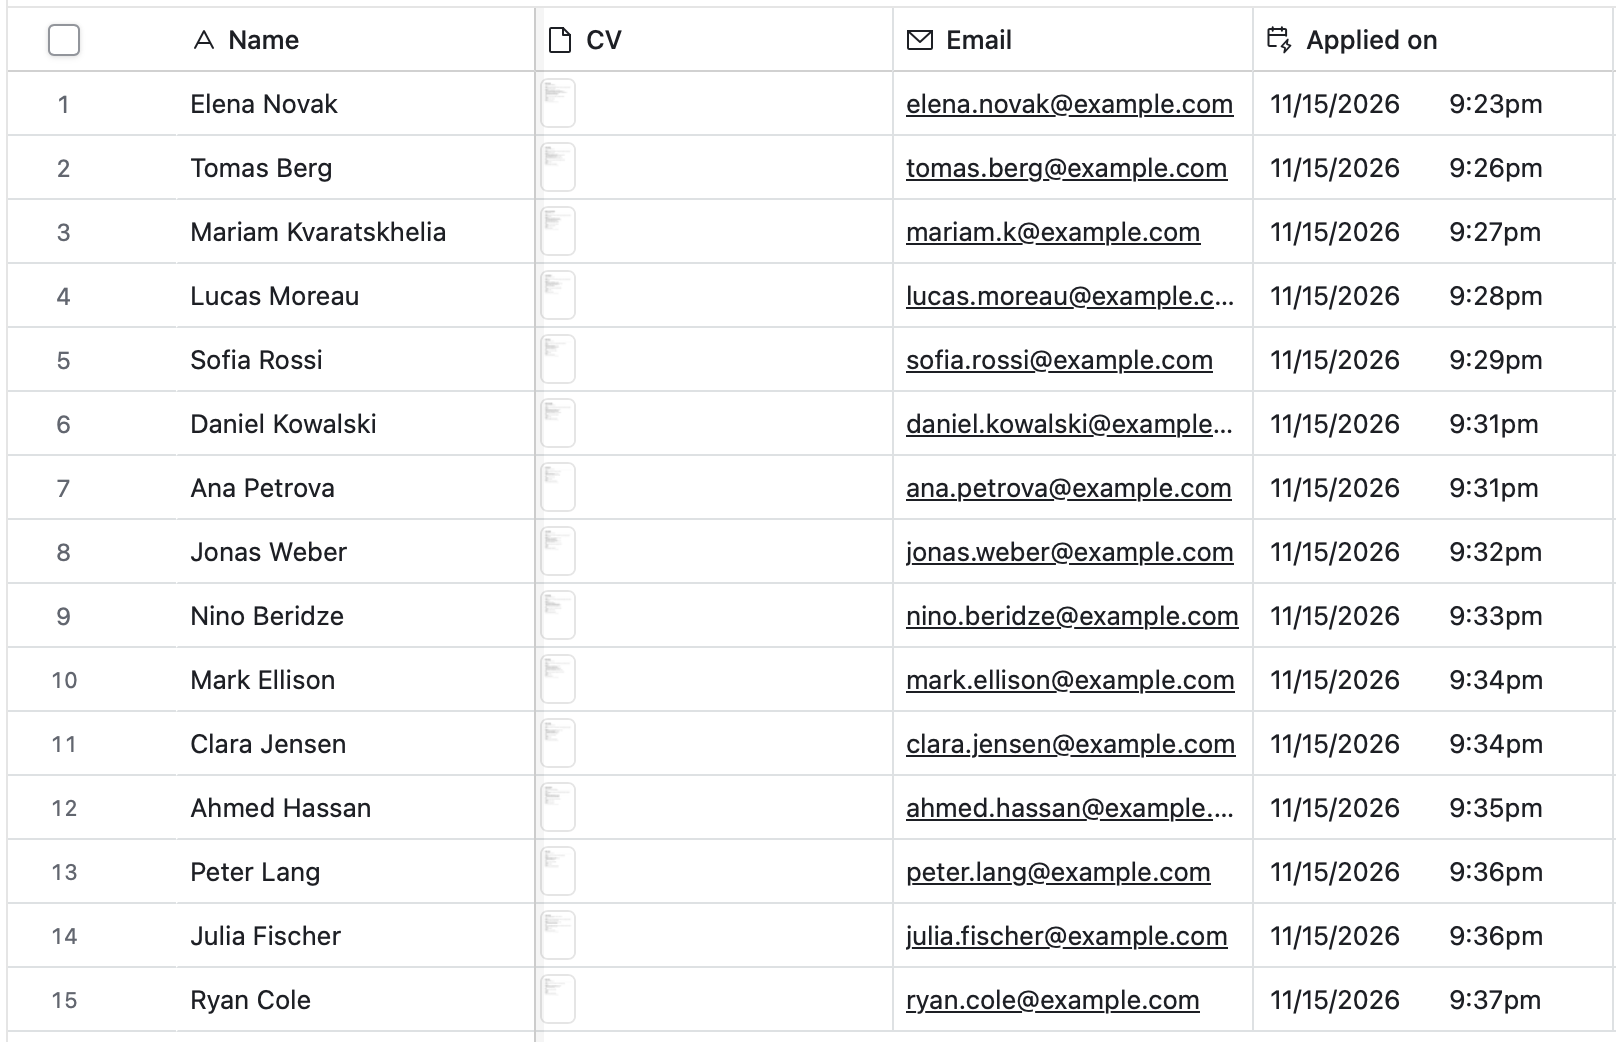 Name CV Email Applied on
1 Elena Novak elena.novak@example.com 11/15/2026 9:23pm
2 Tomas Berg tomas.berg@example.com 11/15/2026 9:26pm
3 Mariam Kvaratskhelia mariam.k@example.com 11/15/2026 9:27pm
4 Lucas Moreau lucas.moreau@example.c... 11/15/2026 9:28pm
5 Sofia Rossi sofia.rossi@example.com 11/15/2026 9:29pm
6 Daniel Kowalski daniel.kowalski@example... 11/15/2026 9:31pm
7 Ana Petrova ana.petrova@example.com 11/15/2026 9:31pm
8 Jonas Weber jonas.weber@example.com 11/15/2026 9:32pm
9 Nino Beridze nino.beridze@example.com 11/15/2026 9:33pm
10 Mark Ellison mark.ellison@example.com 11/15/2026 9:34pm
11 Clara Jensen clara.jensen@example.com 11/15/2026 9:34pm
12 Ahmed Hassan ahmed.hassan@example.... 11/15/2026 9:35pm
13 Peter Lang peter.lang@example.com 11/15/2026 9:36pm
14 Julia Fischer julia.fischer@example.com 11/15/2026 9:36pm
15 Ryan Cole ryan.cole@example.com 11/15/2026 9:37pm